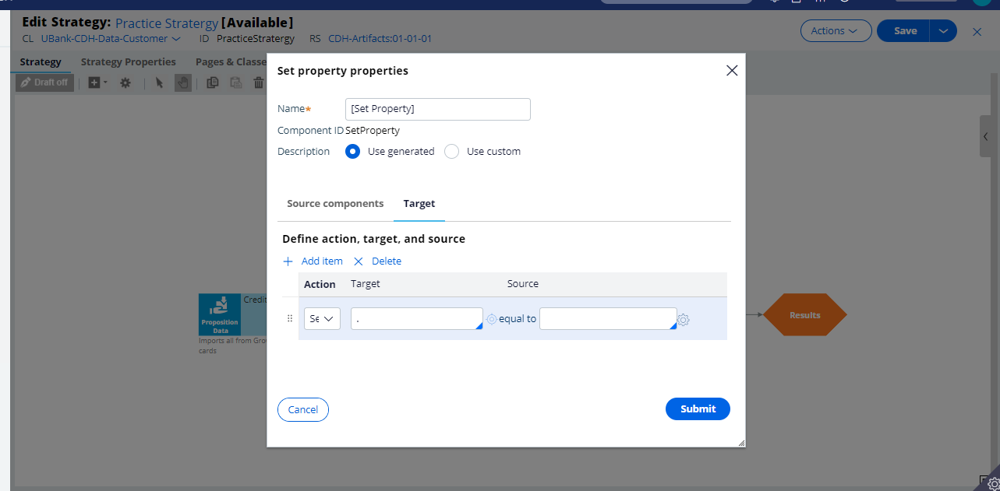 Edit Strategy: Practice Stratergy [Available]
CL UBank-CDH-Data-Customer ID PracticeStratergy RS CDH-Artifacts:01-01-01
Actions
Save
Strategy Strategy Properties Pages & Classe
Draft off
Set property properties
Name* [Set Property]
Component ID SetProperty
Description Use generated Use custom
Source components Target
Define action, target, and source
Add item Delete
Action Target Source
Se . equal to
Cancel Submit
Credit
Proposition
Data
Imports all from Gro
cards
Results